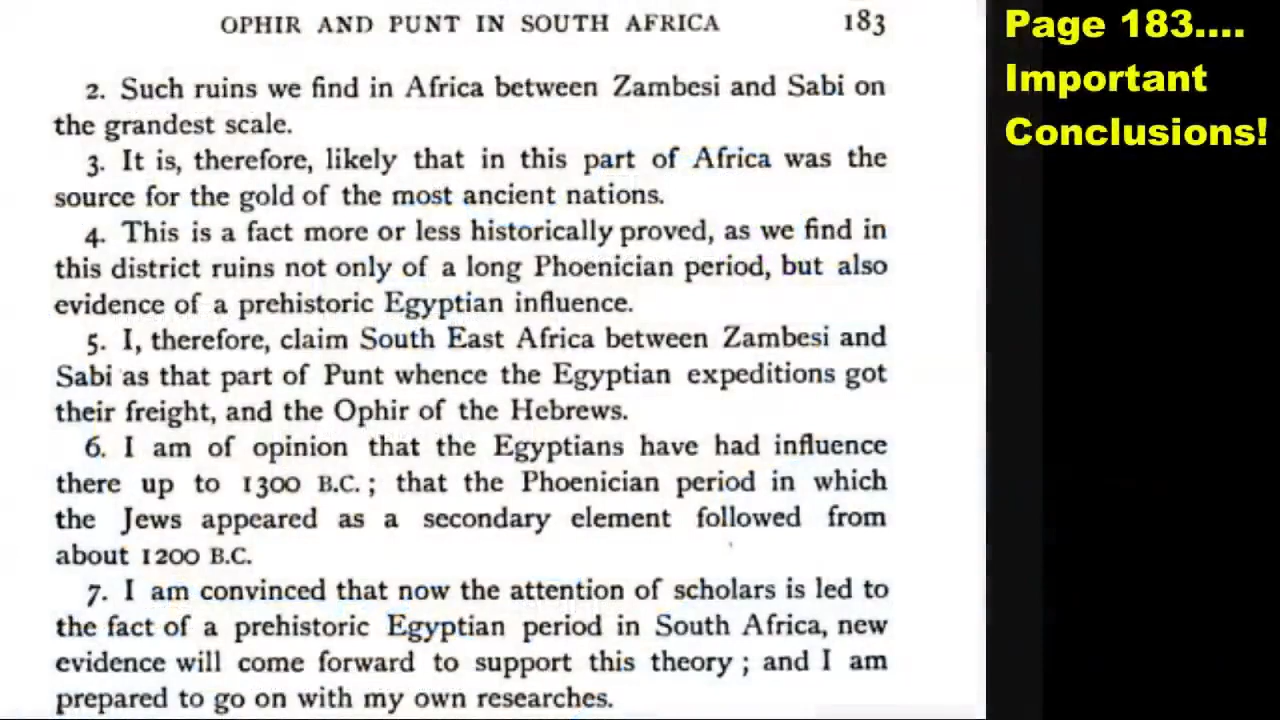 OPHIR AND PUNT IN SOUTH AFRICA 183
2. Such ruins we find in Africa between Zambesi and Sabi on
the grandest scale.
3. It is, therefore, likely that in this part of Africa was the
source for the gold of the most ancient nations.
4. This is a fact more or less historically proved, as we find in
this district ruins not only of a long Phoenician period, but also
evidence of a prehistoric Egyptian influence.
5. I, therefore, claim South East Africa between Zambesi and
Sabi as that part of Punt whence the Egyptian expeditions got
their freight, and the Ophir of the Hebrews.
6. I am of opinion that the Egyptians have had influence
there up to 1300 B.C.; that the Phoenician period in which
the Jews appeared as a secondary element followed from
about 1200 B.C.
7. I am convinced that now the attention of scholars is led to
the fact of a prehistoric Egyptian period in South Africa, new
evidence will come forward to support this theory; and I am
prepared to go on with my own researches.
Page 183....
Important
Conclusions!